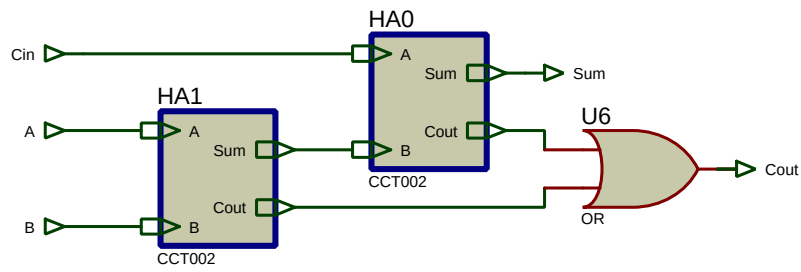 HA0
Cin
A
Sum
Sum
HA1
U6
A
A
Cout
Sum
B
Cout
CCT002
Cout
OR
B
B
CCT002